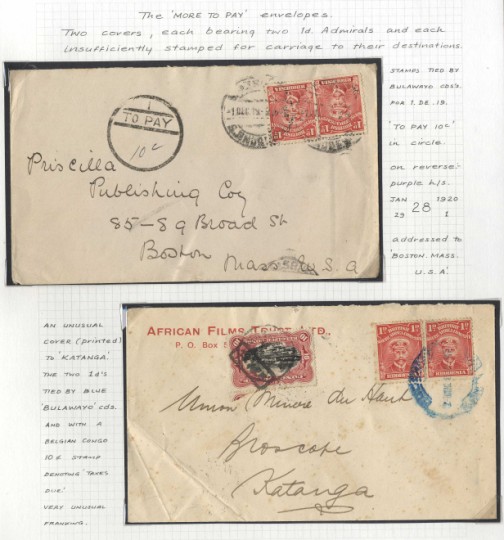 The 'MORE TO PAY' envelopes.
Two covers, each bearing two 1d. Admirals and each
insufficiently stamped for carriage to their destinations.
STAMPS TIED BY
BULAWAYO CDS'S
FOR 1. DE. 19.
'TO PAY 10c'
in circle.
on reverse:
purple h/s.
JAN 1920
29 28 1
addressed to
'BOSTON. MASS.
U.S.A.'
1
TO PAY
10c
Priscilla
Publishing Coy
85-89 Broad St
Boston
Mass. U.S.A
AN UNUSUAL
COVER (printed)
TO 'KATANGA'.
THE TWO 1d's
TIED BY BLUE
'BULAWAYO' cds.
AND WITH A
BELGIAN CONGO
10c STAMP
DENOTING 'TAXES
DUE'
VERY UNUSUAL
FRANKING.
AFRICAN FILMS TRUST, LTD.,
P. O. Box
Union Miniere Du Haut
Katanga